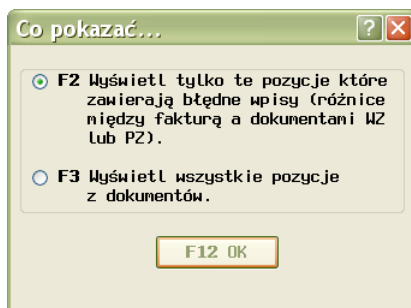 Co pokazać...
F2 Wyświetl tylko te pozycje które
zawierają błędne wpisy (różnice
między fakturą a dokumentami WZ
lub PZ).
F3 Wyświetl wszystkie pozycje
z dokumentów.
F12 OK